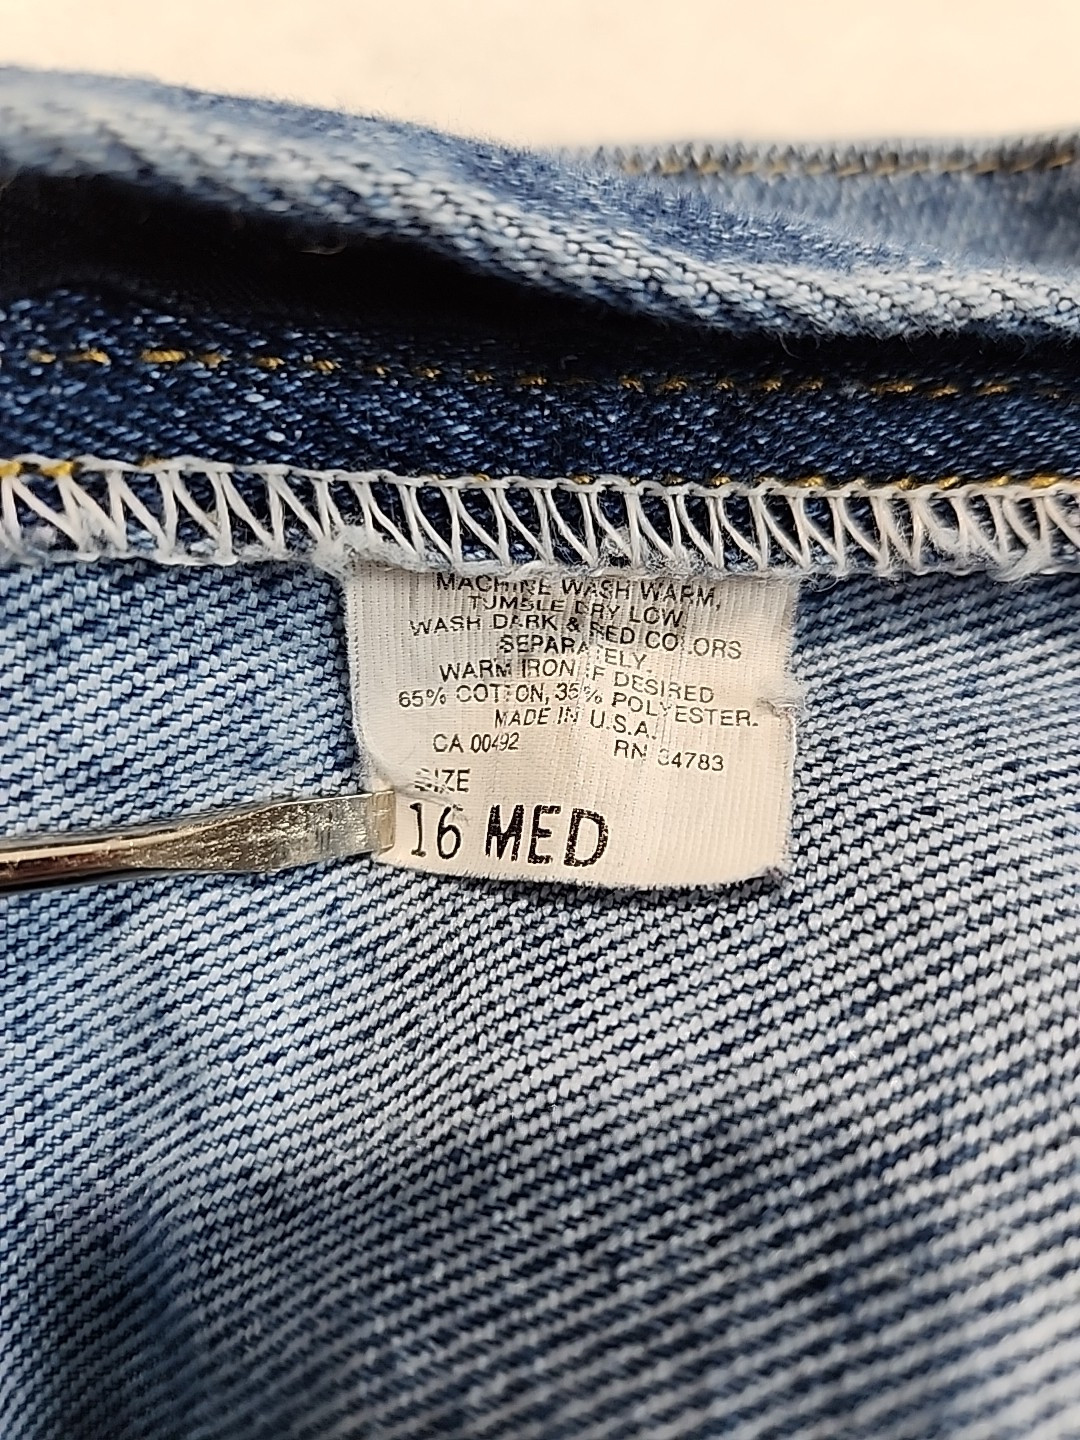 MACHINE WASH WARM,
TUMBLE DRY LOW
WASH DARK & RED COLORS
SEPARATELY
WARM IRON IF DESIRED
65% COTTON, 35% POLYESTER.
MADE IN U.S.A.
CA 00492 RN 34783
SIZE
16 MED